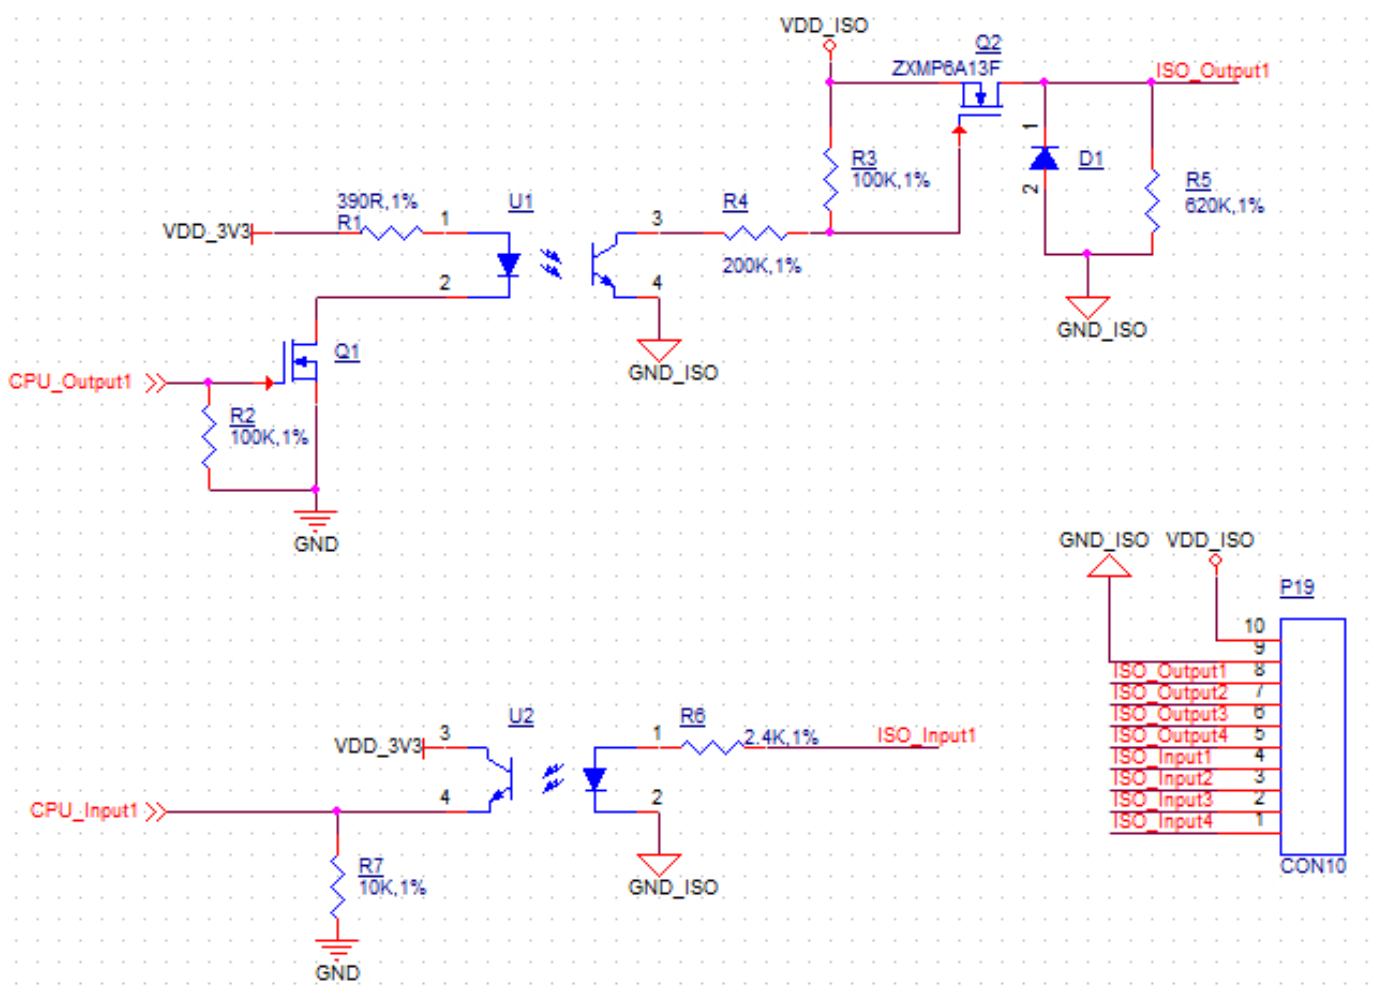 VDD_ISO
Q2
ZXMP6A13F
ISO_Output1
1
D1
2
R3
100K,1%
R5
620K,1%
390R,1%
R1
VDD_3V3
1
U1
3
R4
200K,1%
2
4
GND_ISO
GND_ISO
Q1
CPU_Output1
R2
100K,1%
GND
GND_ISO
VDD_ISO
P19
10
9
ISO_Output1 8
ISO_Output2 7
ISO_Output3 6
ISO_Output4 5
ISO_Input1 4
ISO_Input2 3
ISO_Input3 2
ISO_Input4 1
CON10
U2
VDD_3V3
3
1
R6
2.4K,1%
ISO_Input1
CPU_Input1
4
2
R7
10K,1%
GND_ISO
GND